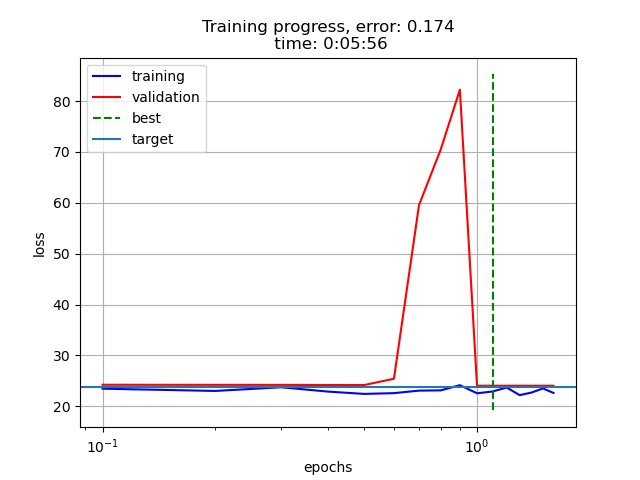 Training progress, error: 0.174
time: 0:05:56
training
validation
best
target
80
70
60
50
40
30
20
loss
10⁻¹
10⁰
epochs